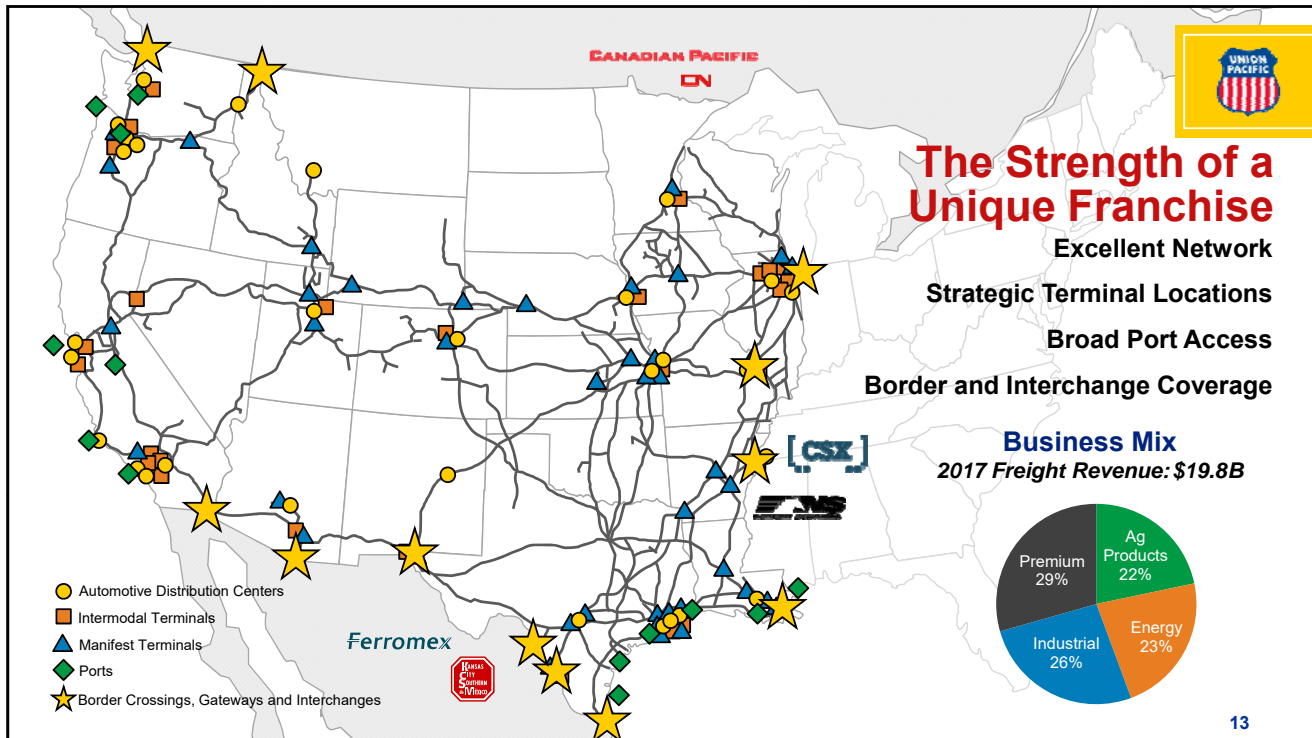 CANADIAN PACIFIC
CN
UNION
PACIFIC
The Strength of a
Unique Franchise
Excellent Network
Strategic Terminal Locations
Broad Port Access
Border and Interchange Coverage
Business Mix
2017 Freight Revenue: $19.8B
CSX
NS
Premium
29%
Ag
Products
22%
Industrial
26%
Energy
23%
Automotive Distribution Centers
Intermodal Terminals
Manifest Terminals
Ports
Border Crossings, Gateways and Interchanges
Ferromex
KANSAS
CITY
SOUTHERN
de MEXICO
13